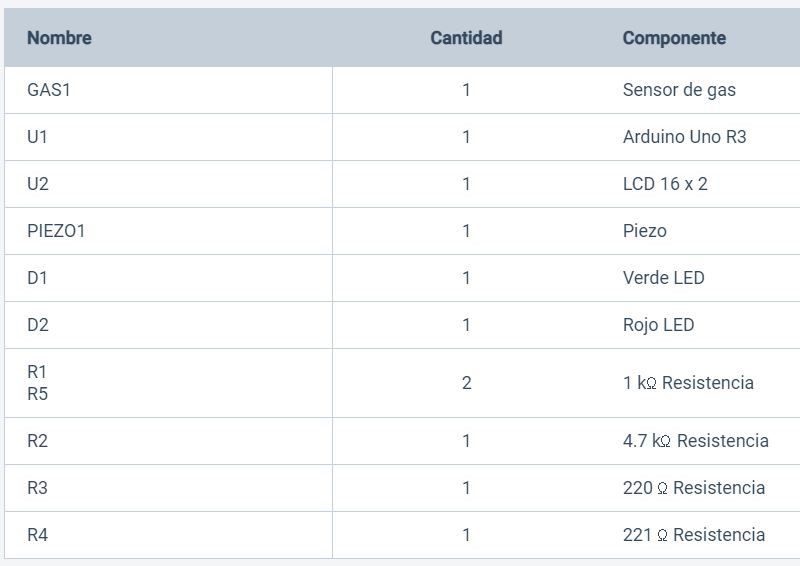 Nombre Cantidad Componente
GAS1 1 Sensor de gas
U1 1 Arduino Uno R3
U2 1 LCD 16 x 2
PIEZO1 1 Piezo
D1 1 Verde LED
D2 1 Rojo LED
R1
R5 2 1 kΩ Resistencia
R2 1 4.7 kΩ Resistencia
R3 1 220 Ω Resistencia
R4 1 221 Ω Resistencia